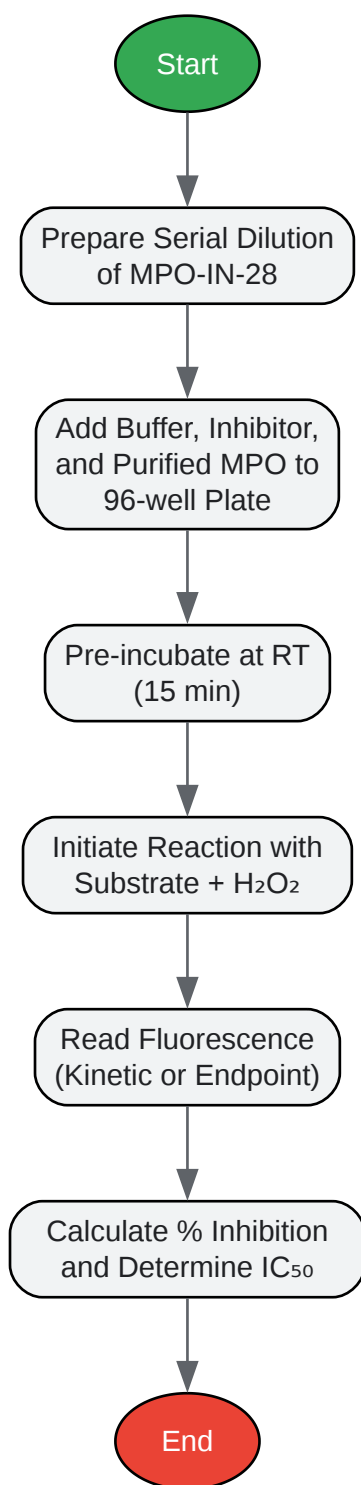 Start
Prepare Serial Dilution
of MPO-IN-28
Add Buffer, Inhibitor,
and Purified MPO to
96-well Plate
Pre-incubate at RT
(15 min)
Initiate Reaction with
Substrate + H₂O₂
Read Fluorescence
(Kinetic or Endpoint)
Calculate % Inhibition
and Determine IC₅₀
End